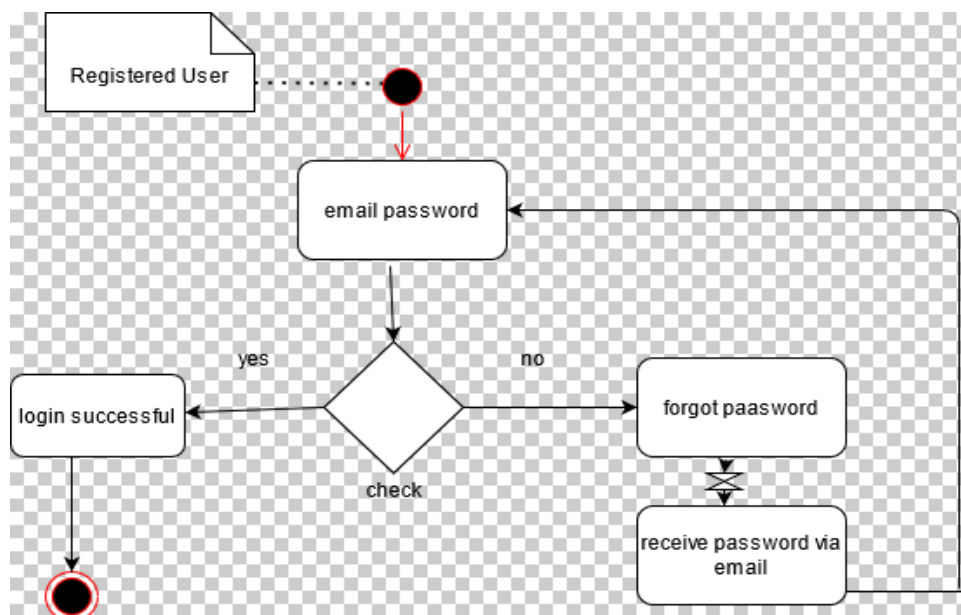 Registered User
email password
yes
no
login successful
forgot paasword
check
receive password via
email